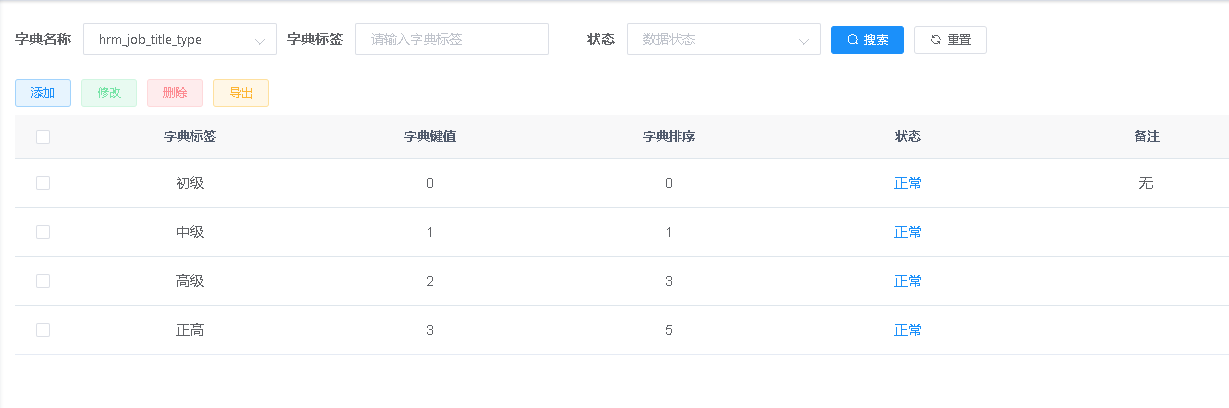 字典名称 hrm_job_title_type 字典标签 请输入字典标签 状态 数据状态 搜索 重置
添加 修改 删除 导出
字典标签 字典键值 字典排序 状态 备注
初级 0 0 正常 无
中级 1 1 正常
高级 2 3 正常
正高 3 5 正常